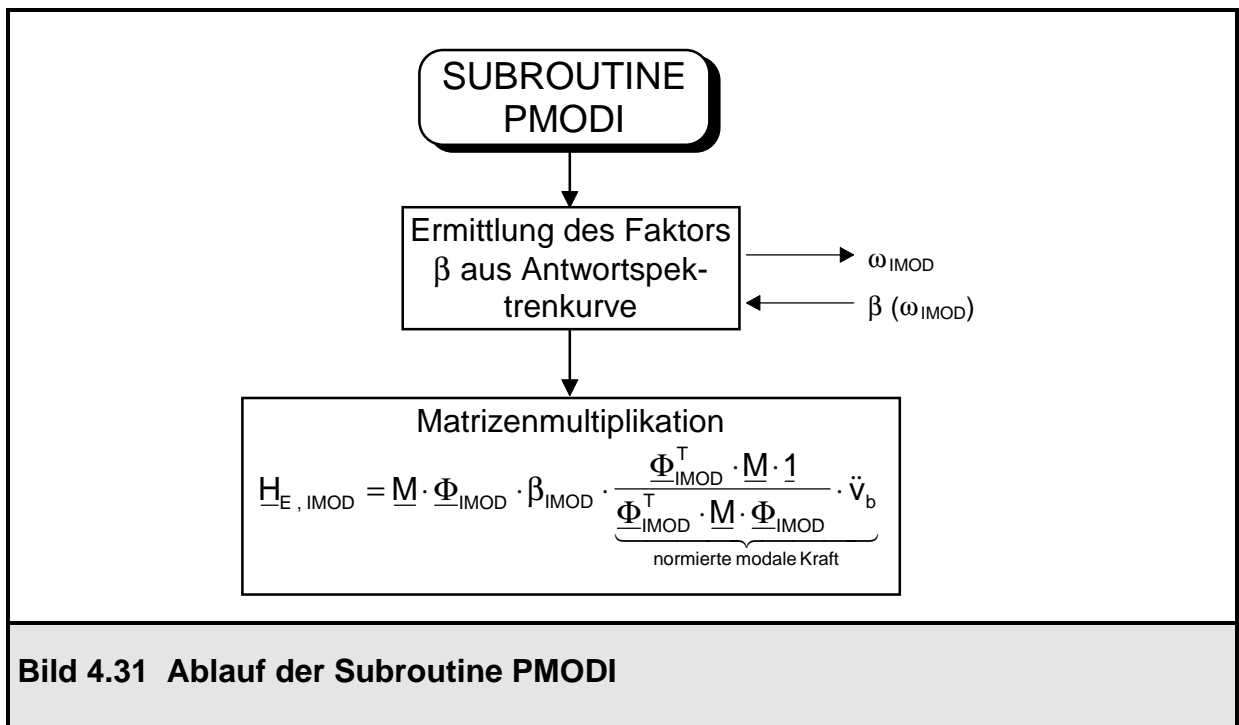 SUBROUTINE
PMODI
Ermittlung des Faktors
β aus Antwortspek-
trenkurve
ω_IMOD
β (ω_IMOD)
Matrizenmultiplikation
H_E , IMOD = M · Φ_IMOD · β_IMOD · (Φ^T_IMOD · M · 1) / (Φ^T_IMOD · M · Φ_IMOD) · v̈_b
normierte modale Kraft
Bild 4.31 Ablauf der Subroutine PMODI